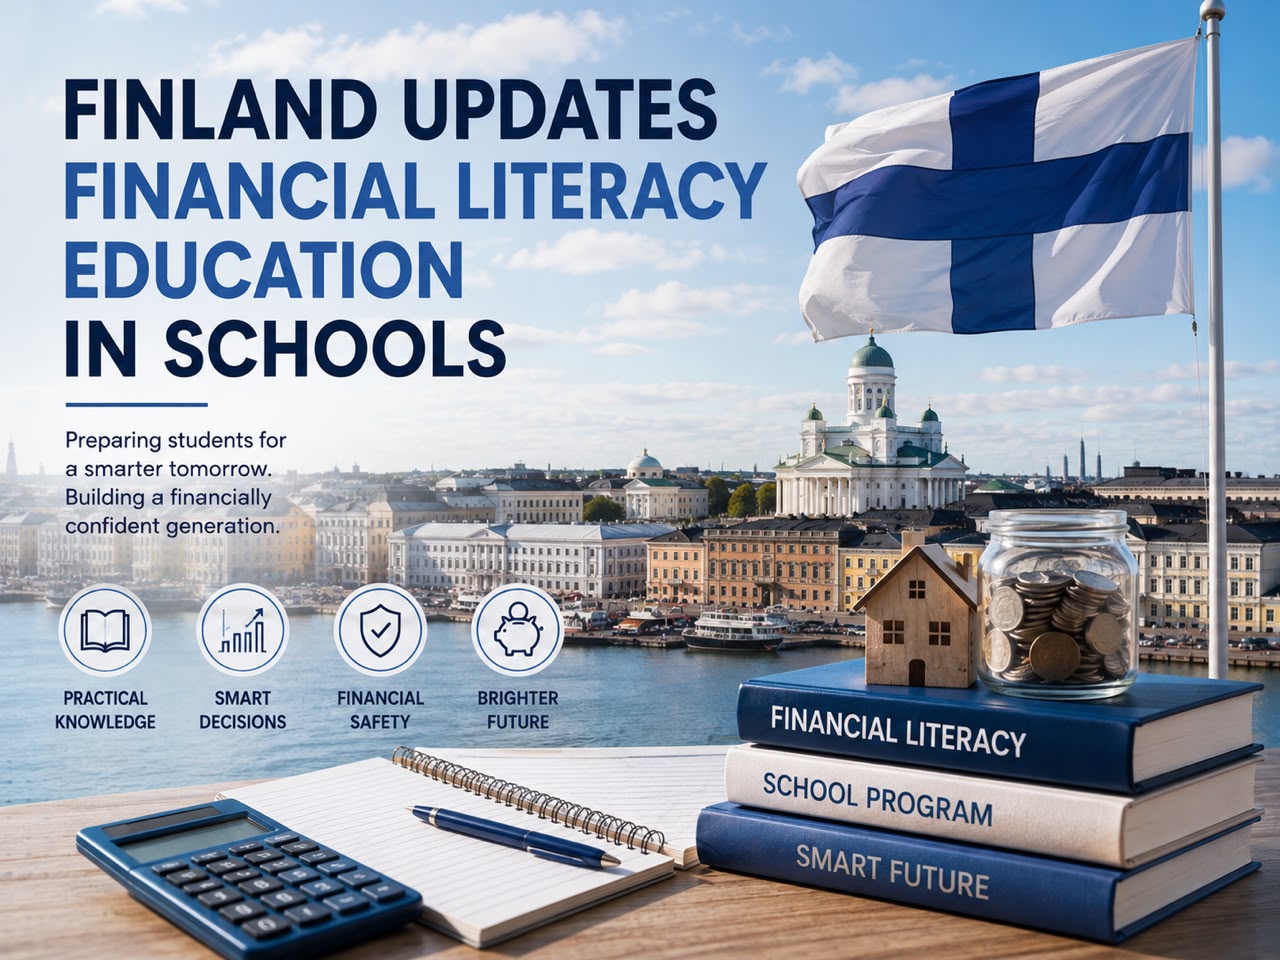 FINLAND UPDATES
FINANCIAL LITERACY
EDUCATION
IN SCHOOLS
Preparing students for
a smarter tomorrow.
Building a financially
confident generation.
PRACTICAL
KNOWLEDGE
SMART
DECISIONS
FINANCIAL
SAFETY
BRIGHTER
FUTURE
FINANCIAL LITERACY
SCHOOL PROGRAM
SMART FUTURE